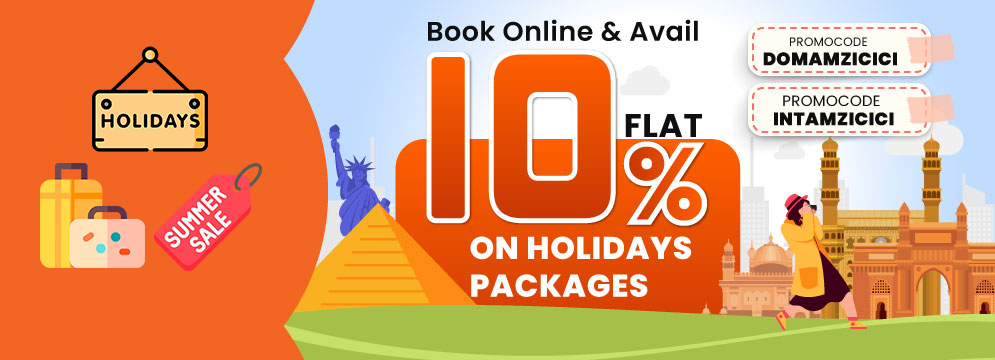 HOLIDAYS
SUMMER
SALE
Book Online & Avail
10%
FLAT
ON HOLIDAYS
PACKAGES
PROMOCODE
DOMAMZICICI
PROMOCODE
INTAMZICICI